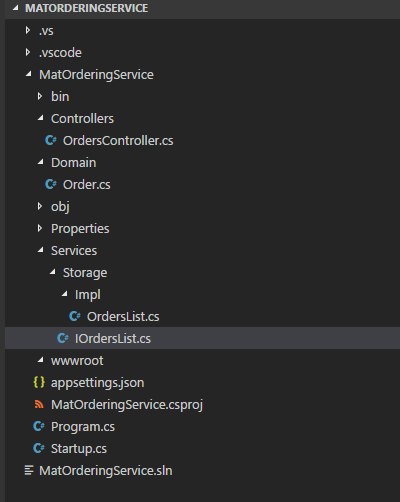 MATORDERINGSERVICE
.vs
.vscode
MatOrderingService
bin
Controllers
C# OrdersController.cs
Domain
C# Order.cs
obj
Properties
Services
Storage
Impl
C# OrdersList.cs
C# IOrdersList.cs
wwwroot
{} appsettings.json
MatOrderingService.csproj
C# Program.cs
C# Startup.cs
MatOrderingService.sln